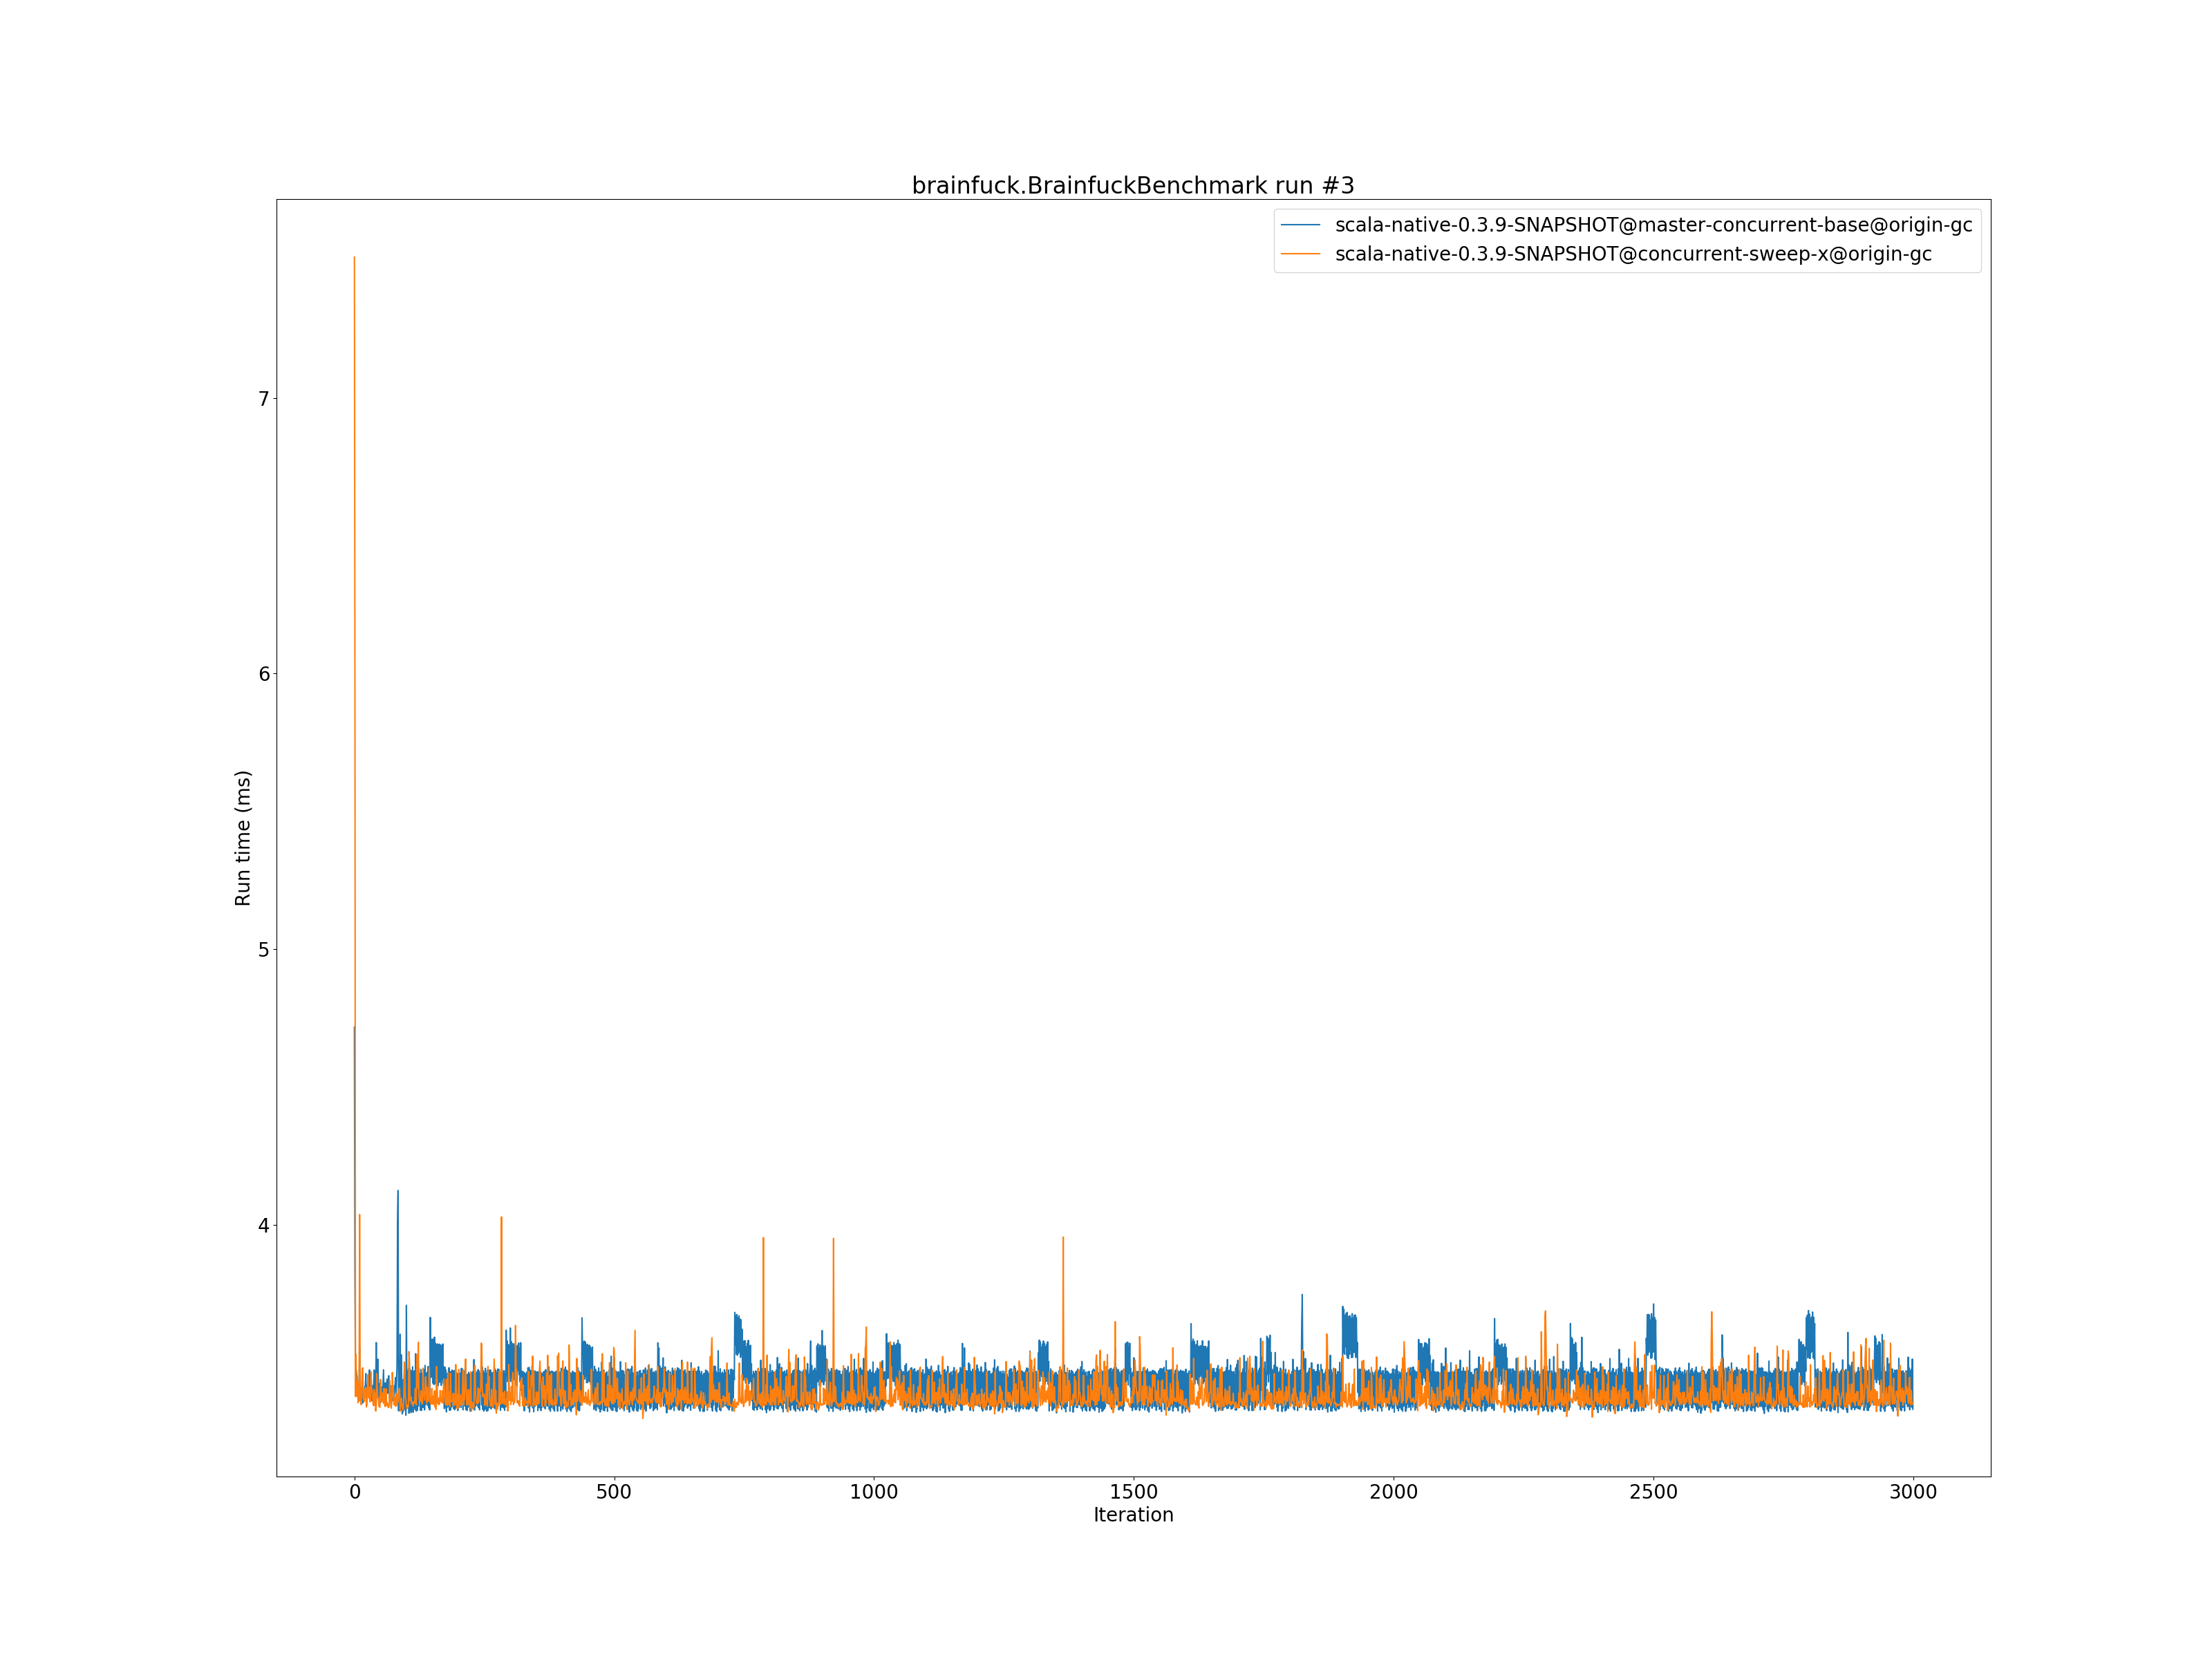 brainfuck.BrainfuckBenchmark run #3
scala-native-0.3.9-SNAPSHOT@master-concurrent-base@origin-gc
scala-native-0.3.9-SNAPSHOT@concurrent-sweep-x@origin-gc
7
6
5
4
Run time (ms)
0 500 1000 1500 2000 2500 3000
Iteration